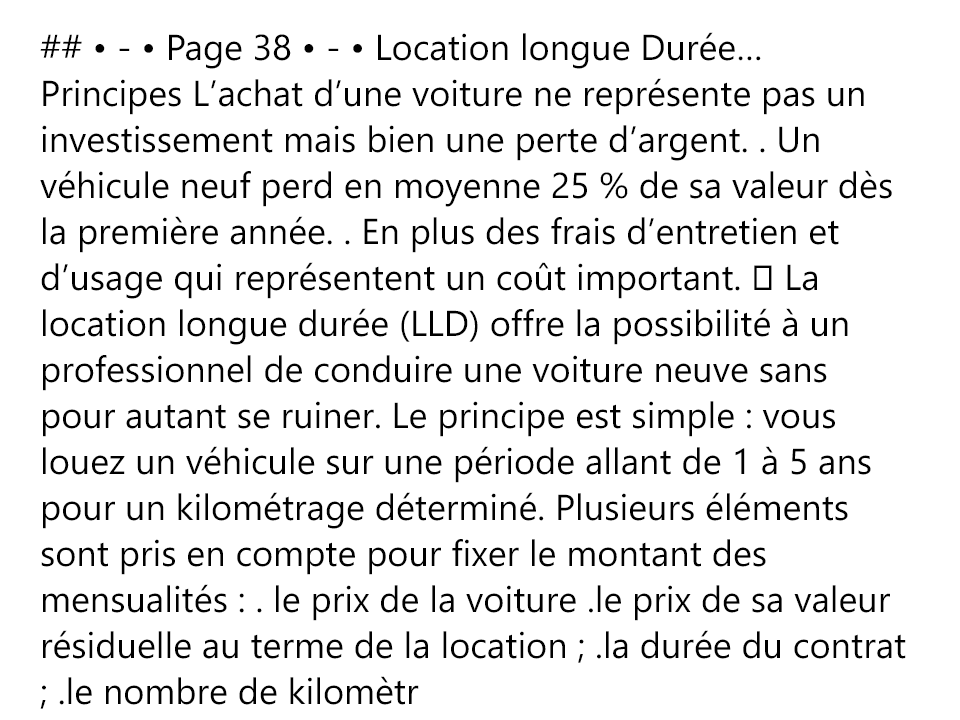 ## • - • Page 38 • - • Location longue Durée…
Principes L’achat d’une voiture ne représente pas un
investissement mais bien une perte d’argent. . Un
véhicule neuf perd en moyenne 25 % de sa valeur dès
la première année. . En plus des frais d’entretien et
d’usage qui représentent un coût important. 　 La
location longue durée (LLD) offre la possibilité à un
professionnel de conduire une voiture neuve sans
pour autant se ruiner. Le principe est simple : vous
louez un véhicule sur une période allant de 1 à 5 ans
pour un kilométrage déterminé. Plusieurs éléments
sont pris en compte pour fixer le montant des
mensualités : . le prix de la voiture .le prix de sa valeur
résiduelle au terme de la location ; .la durée du contrat
; .le nombre de kilomètr